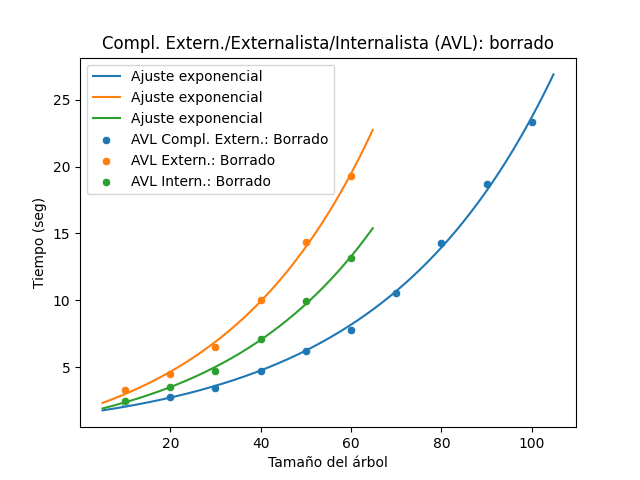 Compl. Extern./Externalista/Internalista (AVL): borrado
Ajuste exponencial
Ajuste exponencial
Ajuste exponencial
AVL Compl. Extern.: Borrado
AVL Extern.: Borrado
AVL Intern.: Borrado
Tiempo (seg)
25
20
15
10
5
20
40
60
80
100
Tamaño del árbol